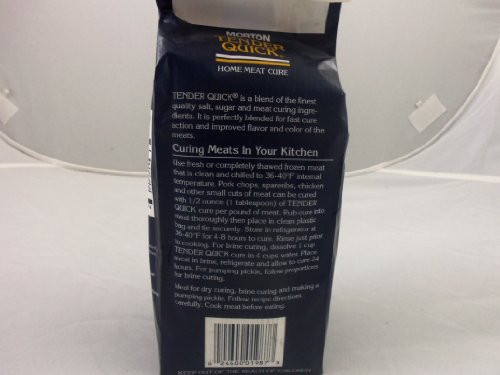 MORTON
TENDER
QUICK®
HOME MEAT CURE
TENDER QUICK® is a blend of the finest
quality salt, sugar and meat curing ingre-
dients. It is perfectly blended for fast cure
action and improved flavor and color of the
meats.
Curing Meats In Your Kitchen
Use fresh or completely thawed frozen meat
that is clean and chilled to 36-40°F internal
temperature. Pork chops, spareribs, chicken
and other small cuts of meat can be cured
with 1/2 ounce (1 tablespoon) of TENDER
QUICK cure per pound of meat. Rub cure into
meat thoroughly then place in clean plastic
bag and tie securely. Store in refrigerator at
36-40°F for 4-8 hours to cure. Rinse just prior
to cooking. For brine curing, dissolve 1 cup
TENDER QUICK cure in 4 cups water. Place
meat in brine, refrigerate and allow to cure 24
hours. For pumping pickle, follow proportions
for brine curing.
Ideal for dry curing, brine curing and making a
pumping pickle. Follow recipe directions
carefully. Cook meat before eating.
0 24600 01987 3
KEEP OUT OF THE REACH OF CHILDREN